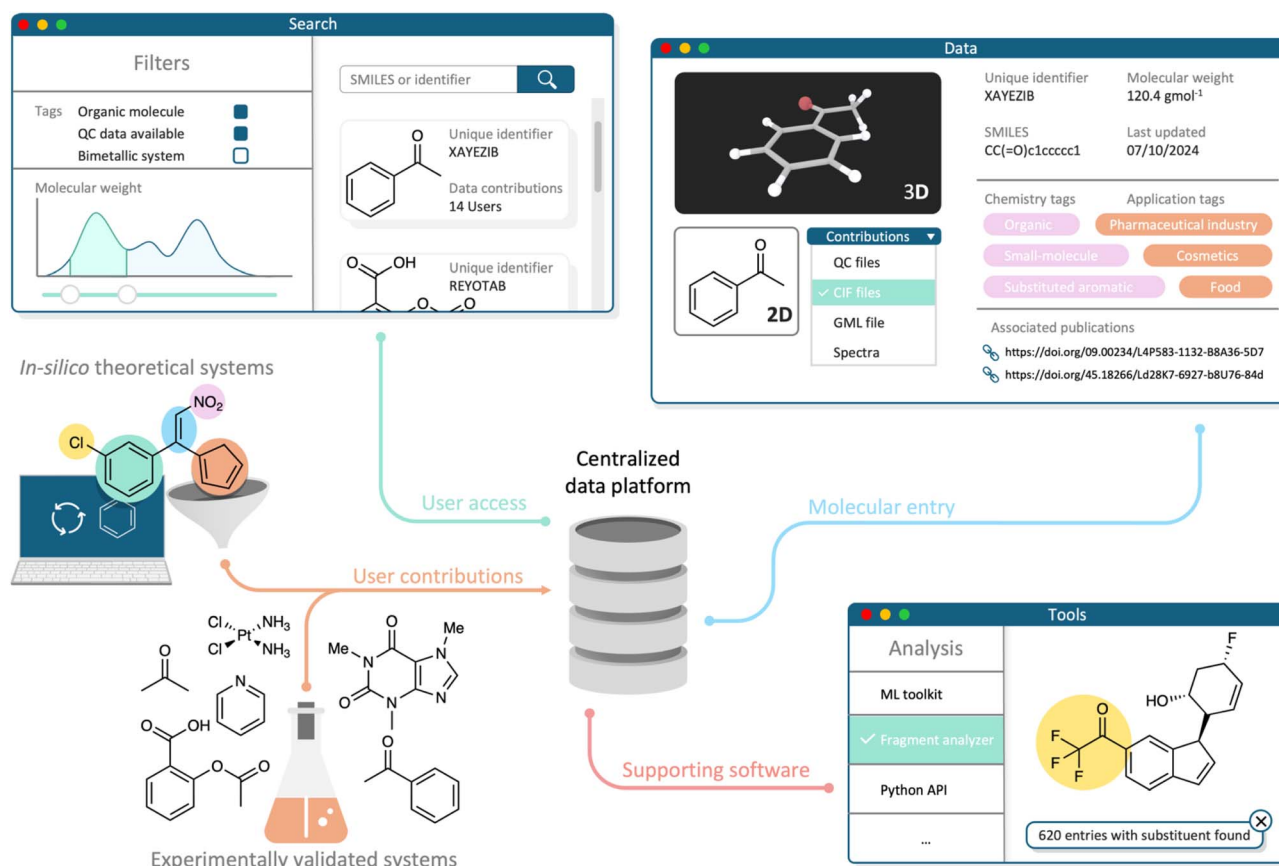 Search
Filters
Tags
Organic molecule
QC data available
Bimetallic system
Molecular weight
SMILES or identifier
O
Unique identifier
XAYEZIB
Data contributions
14 Users
O
OH
O
O
Unique identifier
REYOTAB
Data
3D
Unique identifier
XAYEZIB
Molecular weight
120.4 gmol⁻¹
SMILES
CC(=O)c1ccccc1
Last updated
07/10/2024
O
2D
Contributions
QC files
CIF files
GML file
Spectra
Chemistry tags
Organic
Small-molecule
Substituted aromatic
Application tags
Pharmaceutical industry
Cosmetics
Food
Associated publications
https://doi.org/09.00234/L4P583-1132-B8A36-5D7
https://doi.org/45.18266/Ld28K7-6927-b8U76-84d
In-silico theoretical systems
NO₂
Cl
User access
User contributions
Centralized
data platform
Molecular entry
Supporting software
Cl
NH₃
Pt
Cl
NH₃
O
N
O
OH
O
O
O
Me
Me
N
N
O
N
N
O
Experimentally validated systems
Tools
Analysis
ML toolkit
Fragment analyzer
Python API
...
F
HO
O
F
F
F
620 entries with substituent found